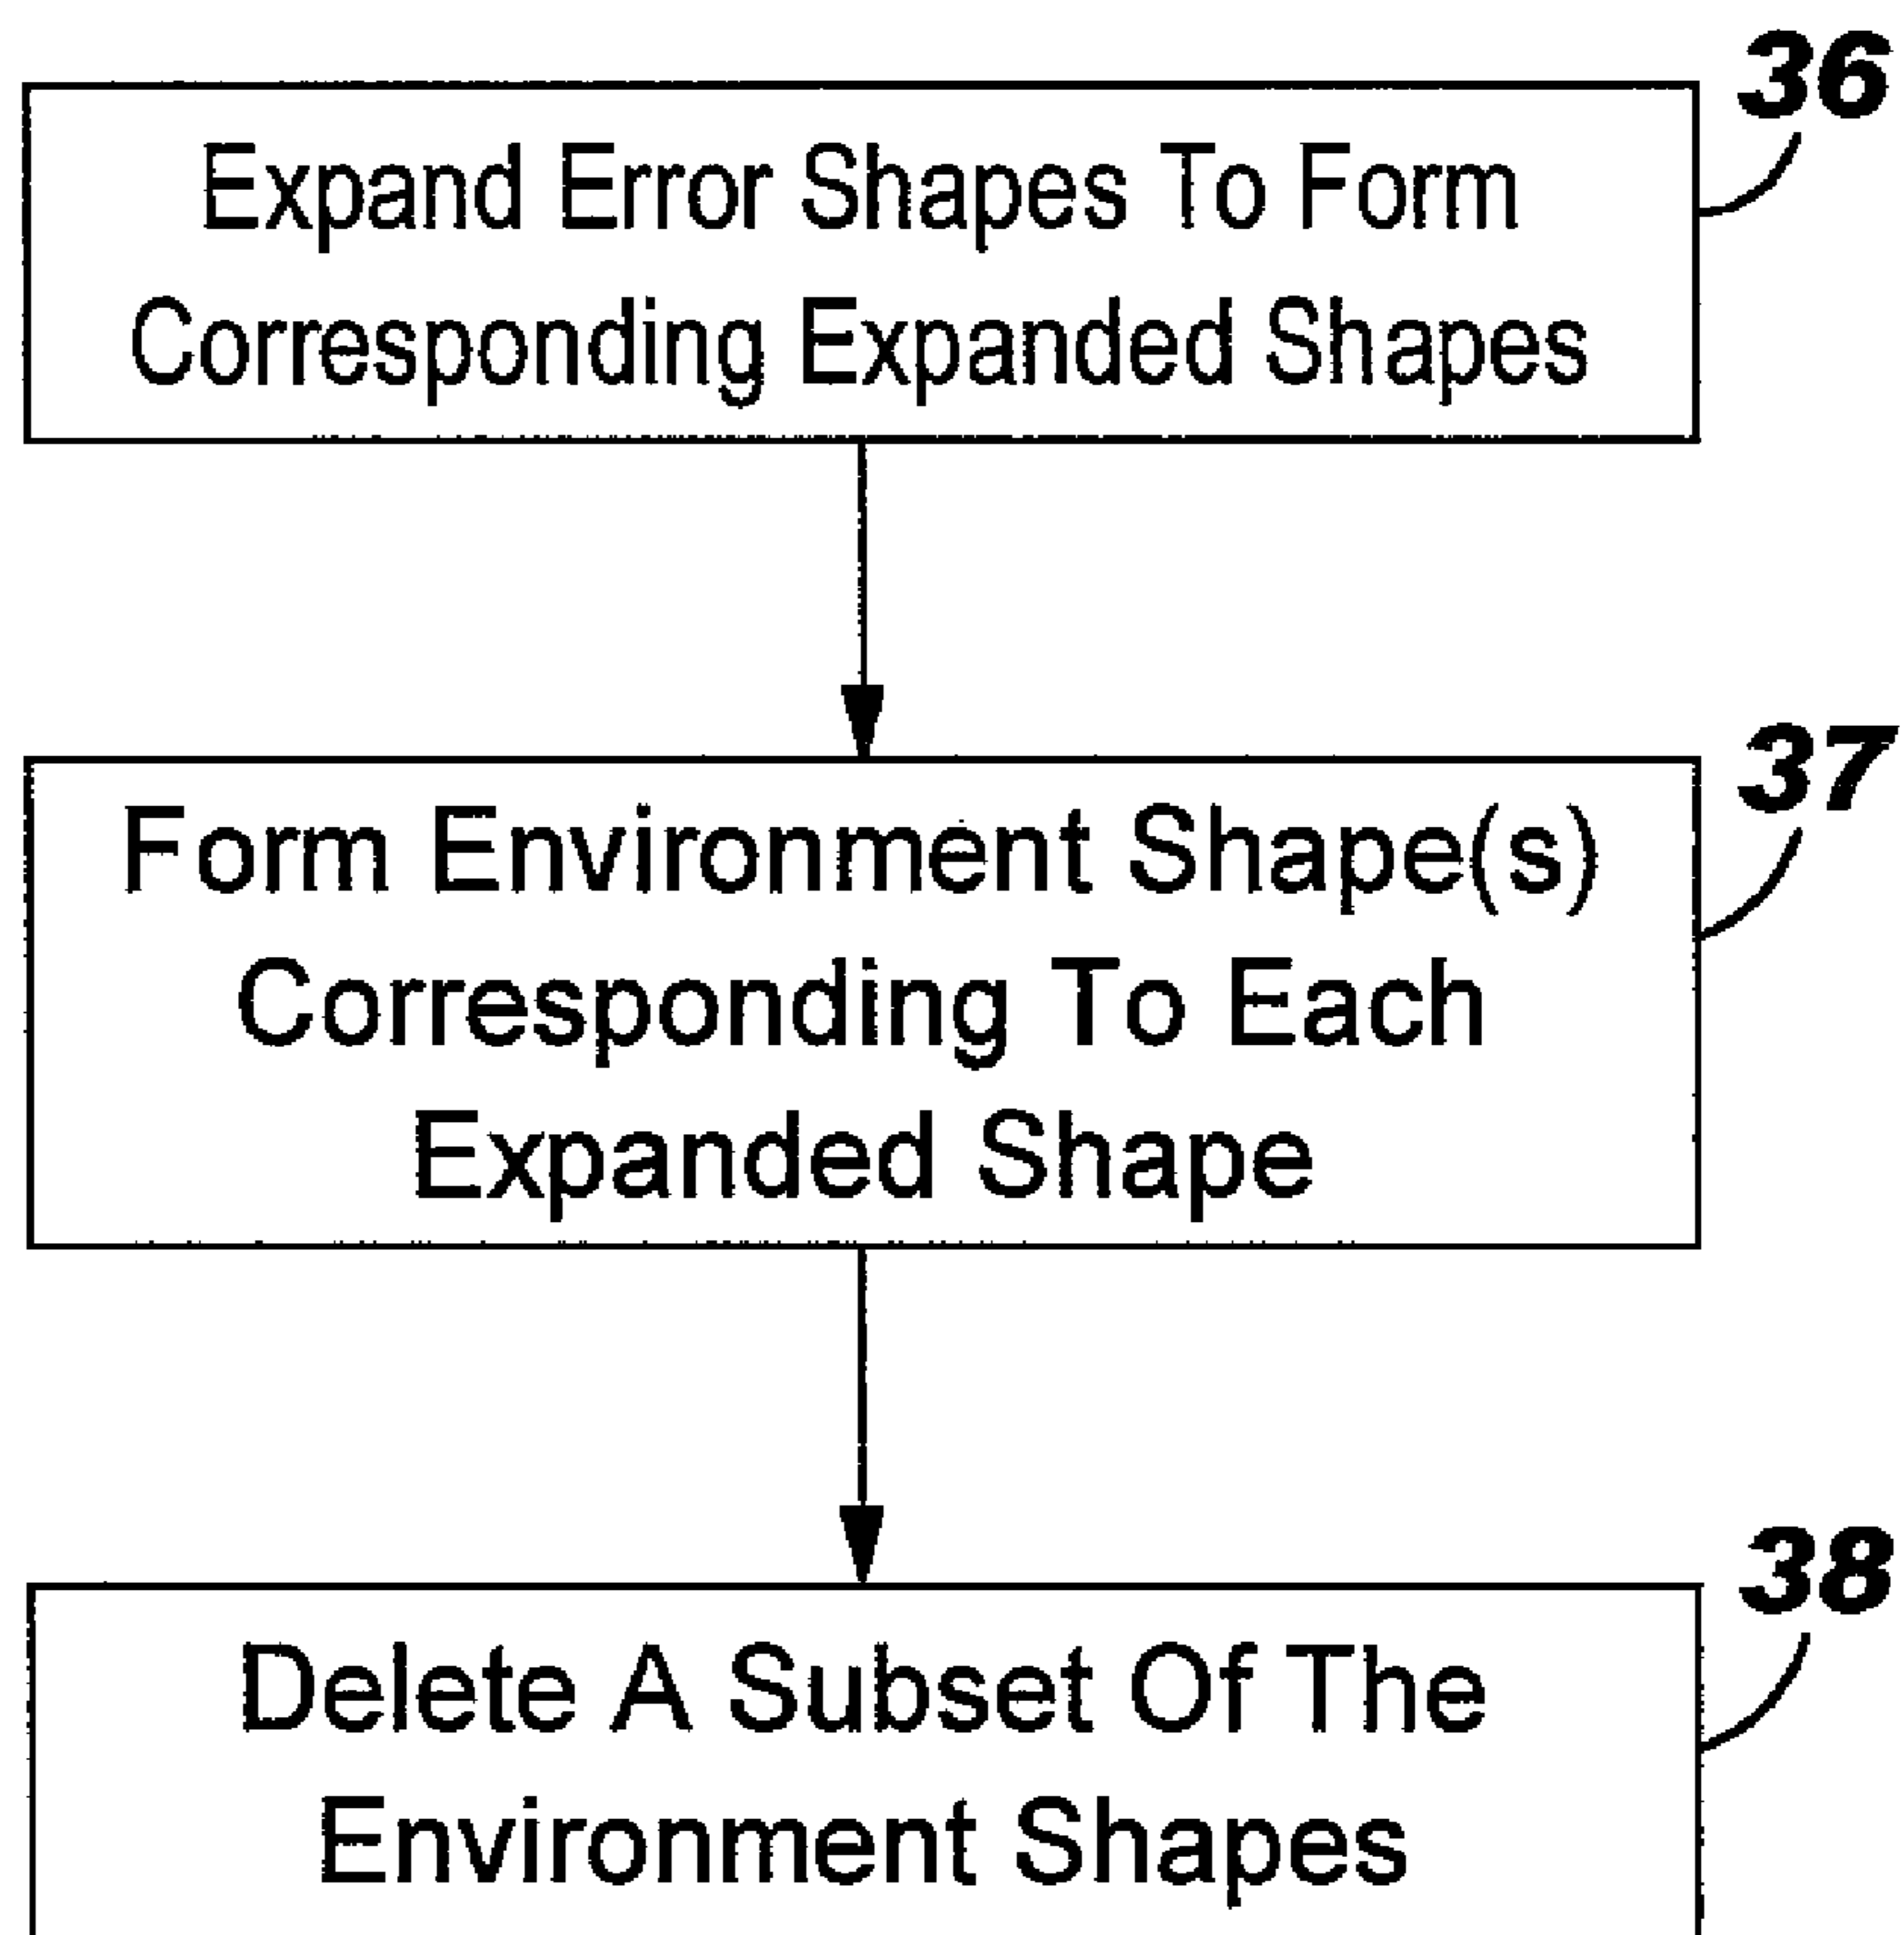 36
Expand Error Shapes To Form
Corresponding Expanded Shapes
37
Form Environment Shape(s)
Corresponding To Each
Expanded Shape
38
Delete A Subset Of The
Environment Shapes